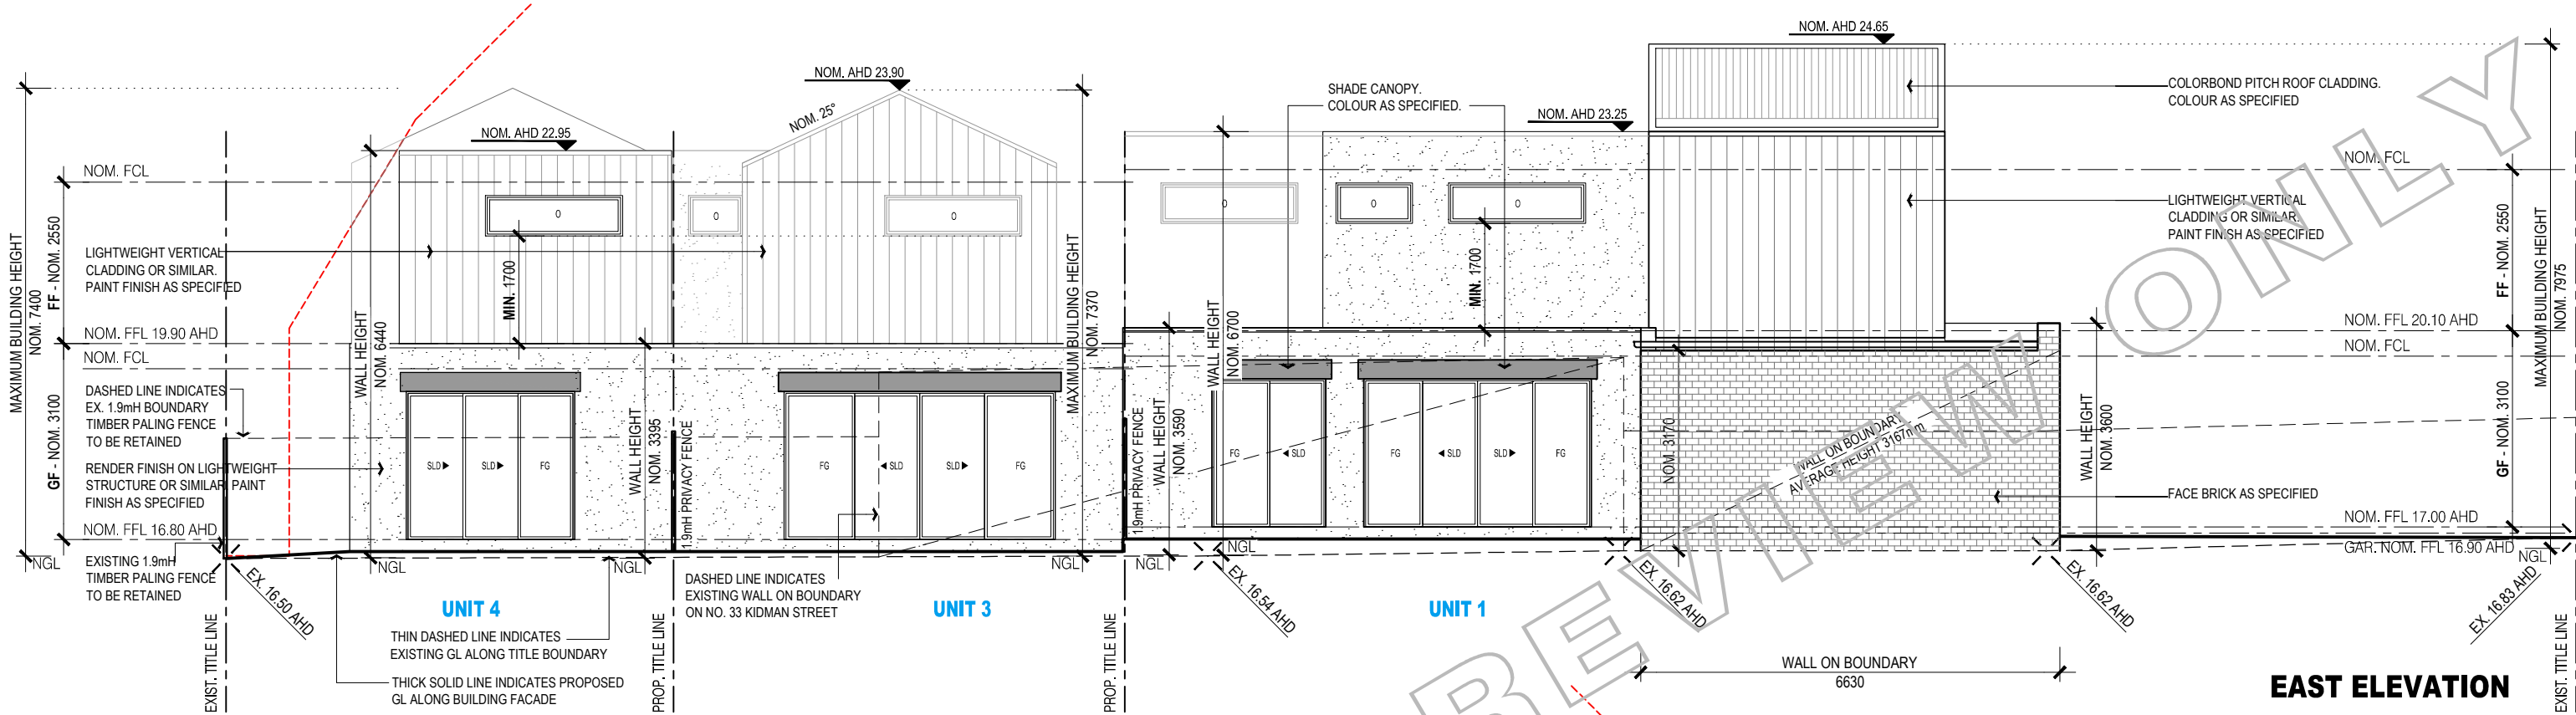 NOM. AHD 24.65
NOM. AHD 23.90
NOM. 25°
NOM. AHD 22.95
NOM. AHD 23.25
SHADE CANOPY.
COLOUR AS SPECIFIED.
COLORBOND PITCH ROOF CLADDING.
COLOUR AS SPECIFIED
NOM. FCL
NOM. FCL
LIGHTWEIGHT VERTICAL
CLADDING OR SIMILAR.
PAINT FINISH AS SPECIFIED
LIGHTWEIGHT VERTICAL
CLADDING OR SIMILAR.
PAINT FINISH AS SPECIFIED
MAXIMUM BUILDING HEIGHT
NOM. 7400
FF - NOM. 2550
GF - NOM. 3100
O
O
O
O
O
O
MIN. 1700
MIN. 1700
NOM. FFL 19.90 AHD
NOM. FCL
DASHED LINE INDICATES
EX. 1.9mH BOUNDARY
TIMBER PALING FENCE
TO BE RETAINED
RENDER FINISH ON LIGHTWEIGHT
STRUCTURE OR SIMILAR PAINT
FINISH AS SPECIFIED
NOM. FFL 16.80 AHD
EXISTING 1.9mH
TIMBER PALING FENCE
TO BE RETAINED
WALL HEIGHT
NOM. 6440
WALL HEIGHT
NOM. 3395
1.9mH PRIVACY FENCE
MAXIMUM BUILDING HEIGHT
NOM. 7370
1.9mH PRIVACY FENCE
WALL HEIGHT
NOM. 3590
WALL HEIGHT
NOM. 6700
NOM. 3170
WALL HEIGHT
NOM. 3600
SLD
SLD
FG
FG
SLD
SLD
FG
FG
SLD
FG
SLD
SLD
FG
WALL ON BOUNDARY
AVERAGE HEIGHT 3167mm
NOM. FFL 20.10 AHD
NOM. FCL
FACE BRICK AS SPECIFIED
NOM. FFL 17.00 AHD
GAR. NOM. FFL 16.90 AHD
FF - NOM. 2550
GF - NOM. 3100
MAXIMUM BUILDING HEIGHT
NOM. 7975
NGL
NGL
NGL
NGL
NGL
NGL
NGL
EX. 16.50 AHD
EX. 16.54 AHD
EX. 16.62 AHD
EX. 16.62 AHD
EX. 16.83 AHD
DASHED LINE INDICATES
EXISTING WALL ON BOUNDARY
ON NO. 33 KIDMAN STREET
UNIT 4
UNIT 3
UNIT 1
THIN DASHED LINE INDICATES
EXISTING GL ALONG TITLE BOUNDARY
THICK SOLID LINE INDICATES PROPOSED
GL ALONG BUILDING FACADE
EXIST. TITLE LINE
PROP. TITLE LINE
PROP. TITLE LINE
EXIST. TITLE LINE
WALL ON BOUNDARY
6630
EAST ELEVATION
REVIEW ONLY